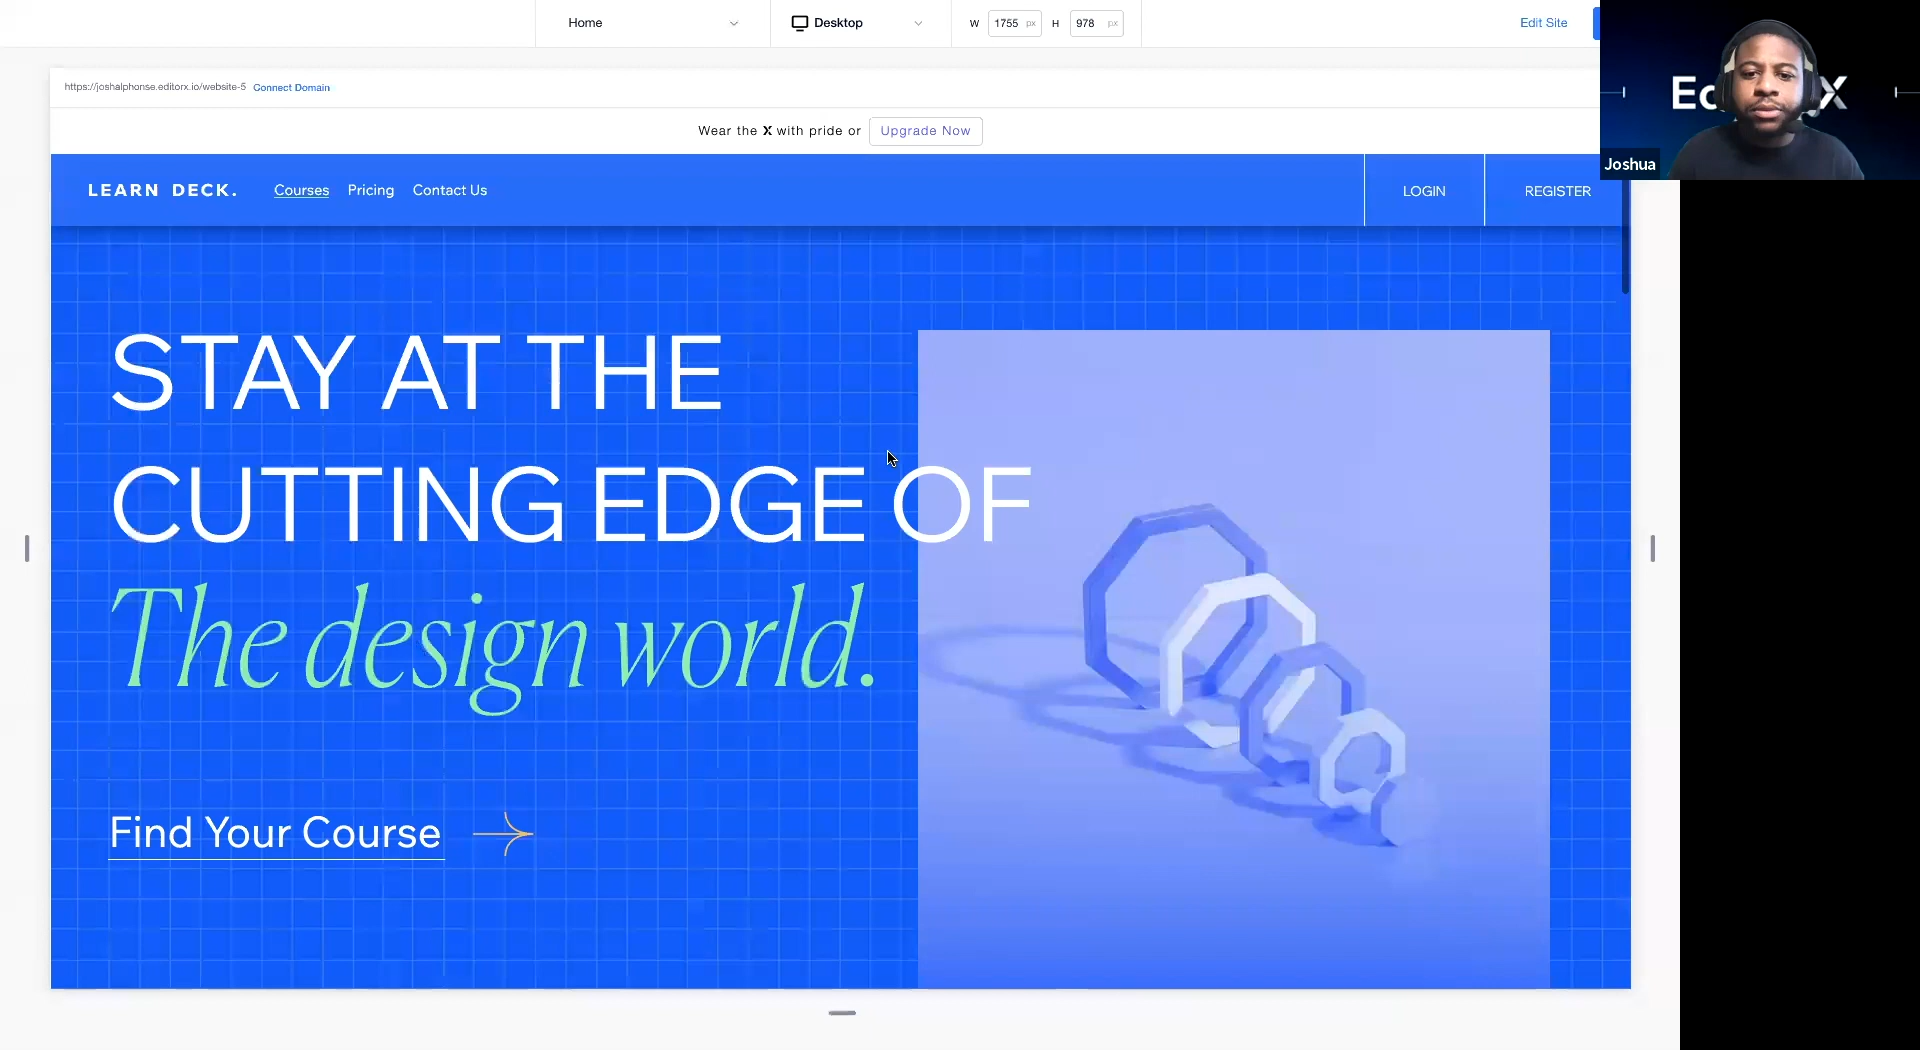 Home
Desktop
W 1755 px H 978 px
Edit Site
https://joshalphonse.editorx.io/website-5 Connect Domain
Wear the X with pride or Upgrade Now
Joshua
LEARN DECK. Courses Pricing Contact Us LOGIN REGISTER
STAY AT THE
CUTTING EDGE OF
The design world.
Find Your Course